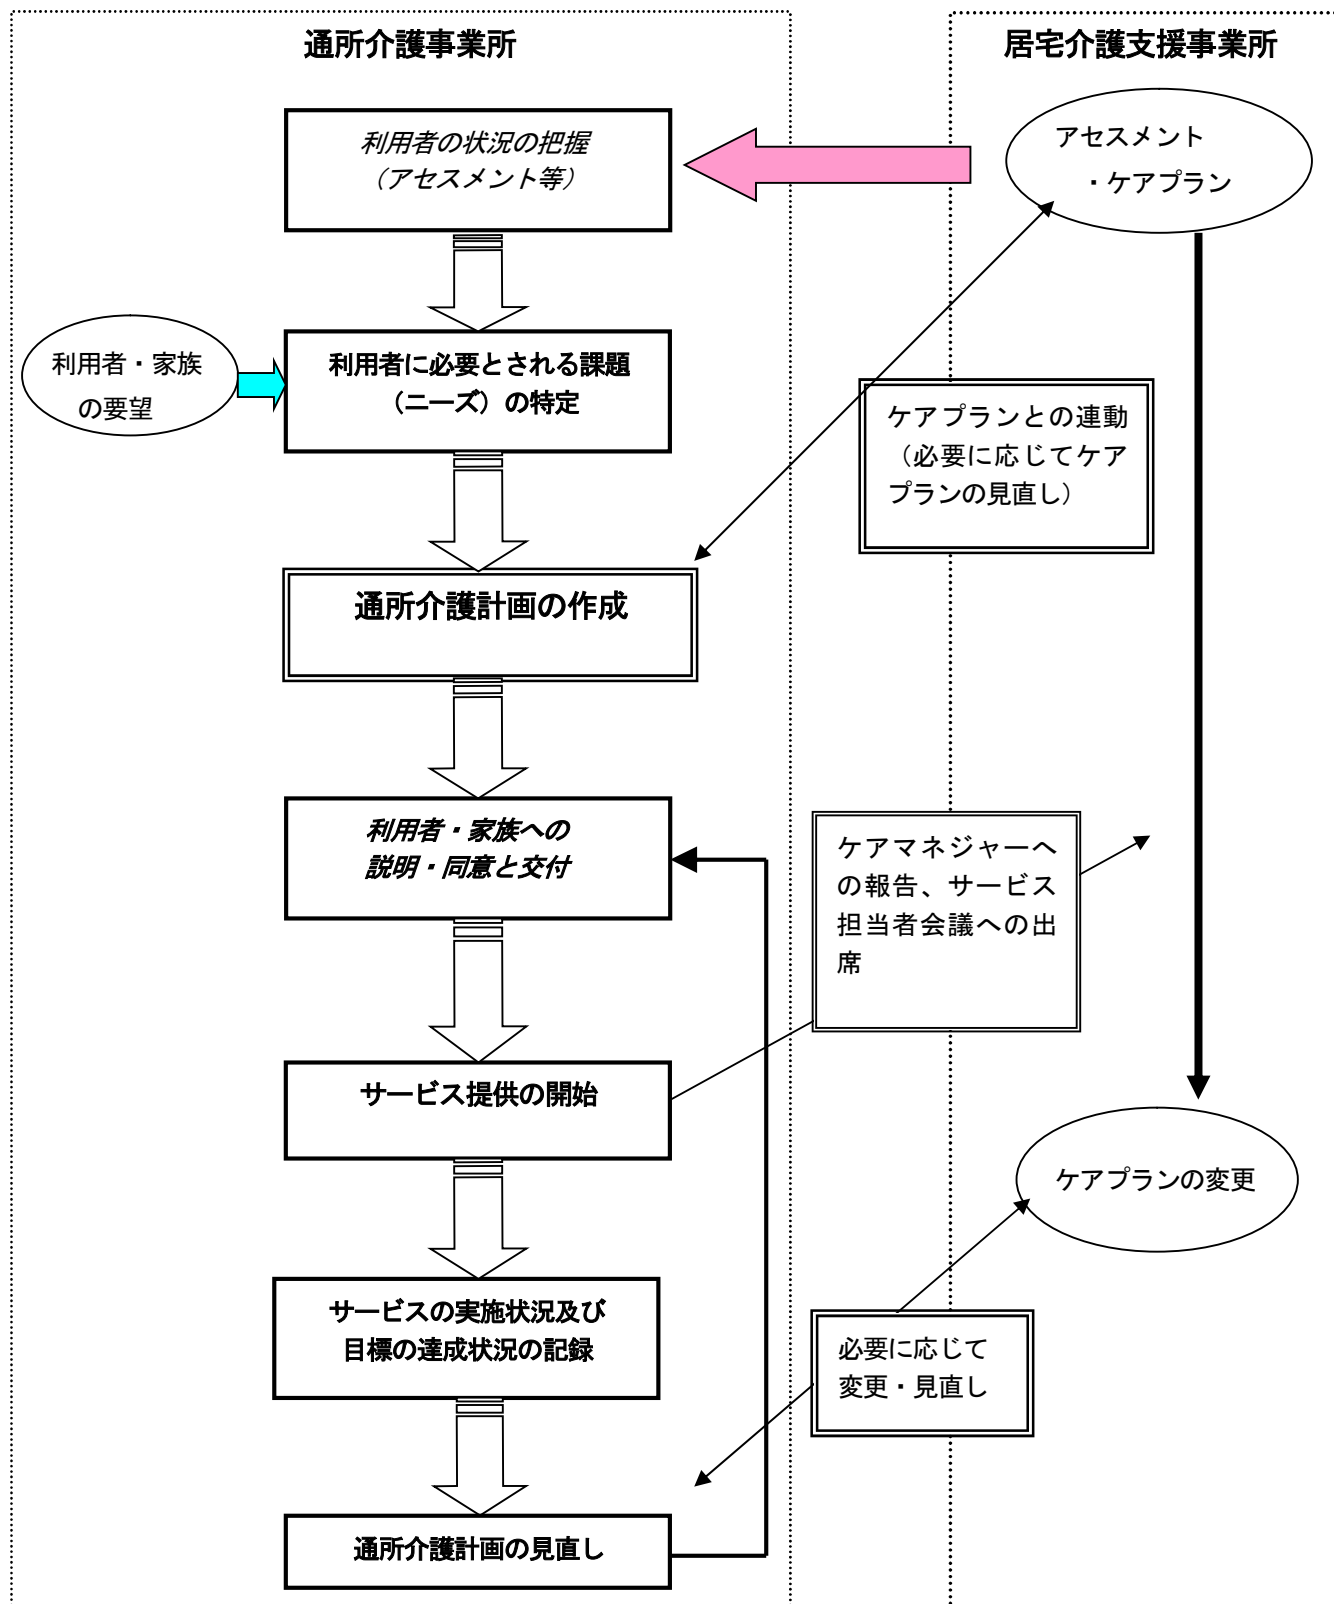 通所介護事業所
居宅介護支援事業所
利用者の状況の把握
（アセスメント等）
アセスメント
・ケアプラン
利用者・家族
の要望
利用者に必要とされる課題
（ニーズ）の特定
ケアプランとの連動
（必要に応じてケア
プランの見直し）
通所介護計画の作成
利用者・家族への
説明・同意と交付
ケアマネジャーへ
の報告、サービス
担当者会議への出
席
サービス提供の開始
ケアプランの変更
サービスの実施状況及び
目標の達成状況の記録
必要に応じて
変更・見直し
通所介護計画の見直し